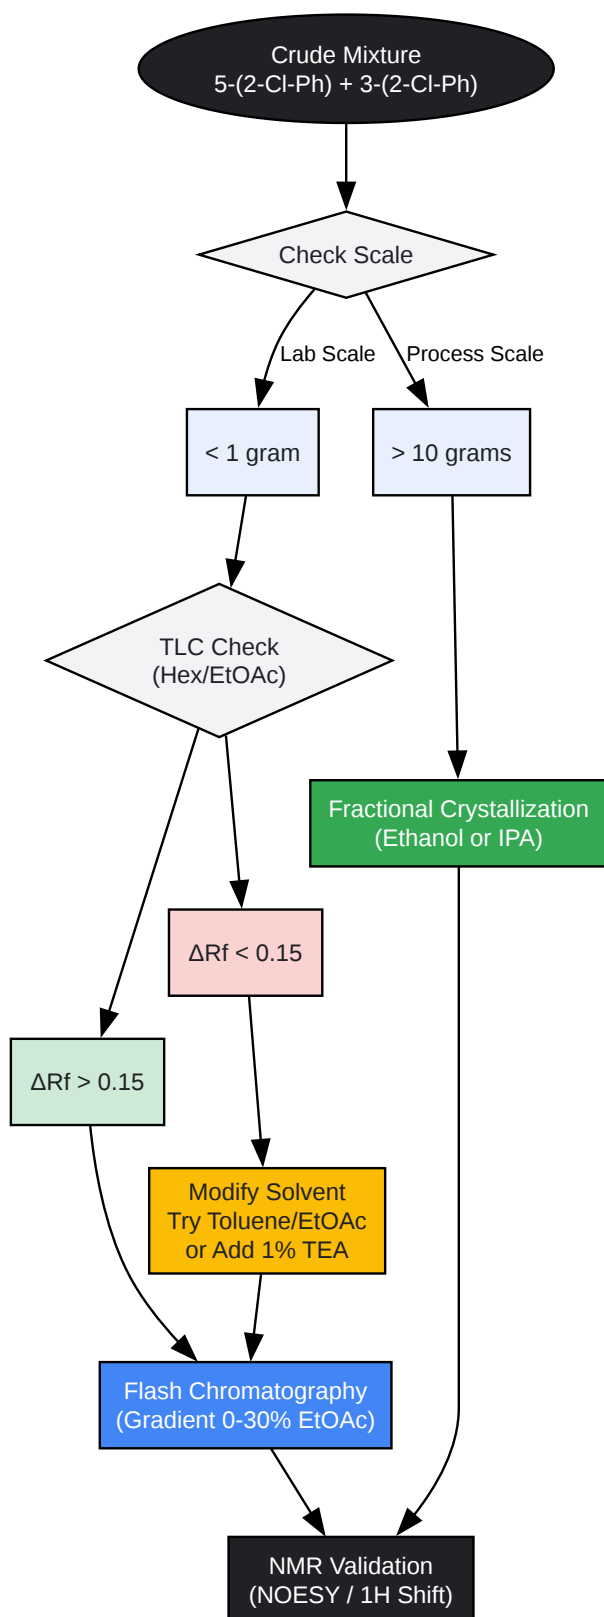 Crude Mixture
5-(2-Cl-Ph) + 3-(2-Cl-Ph)
Check Scale
Lab Scale
Process Scale
< 1 gram
> 10 grams
TLC Check
(Hex/EtOAc)
Fractional Crystallization
(Ethanol or IPA)
ΔRf < 0.15
ΔRf > 0.15
Modify Solvent
Try Toluene/EtOAc
or Add 1% TEA
Flash Chromatography
(Gradient 0-30% EtOAc)
NMR Validation
(NOESY / 1H Shift)